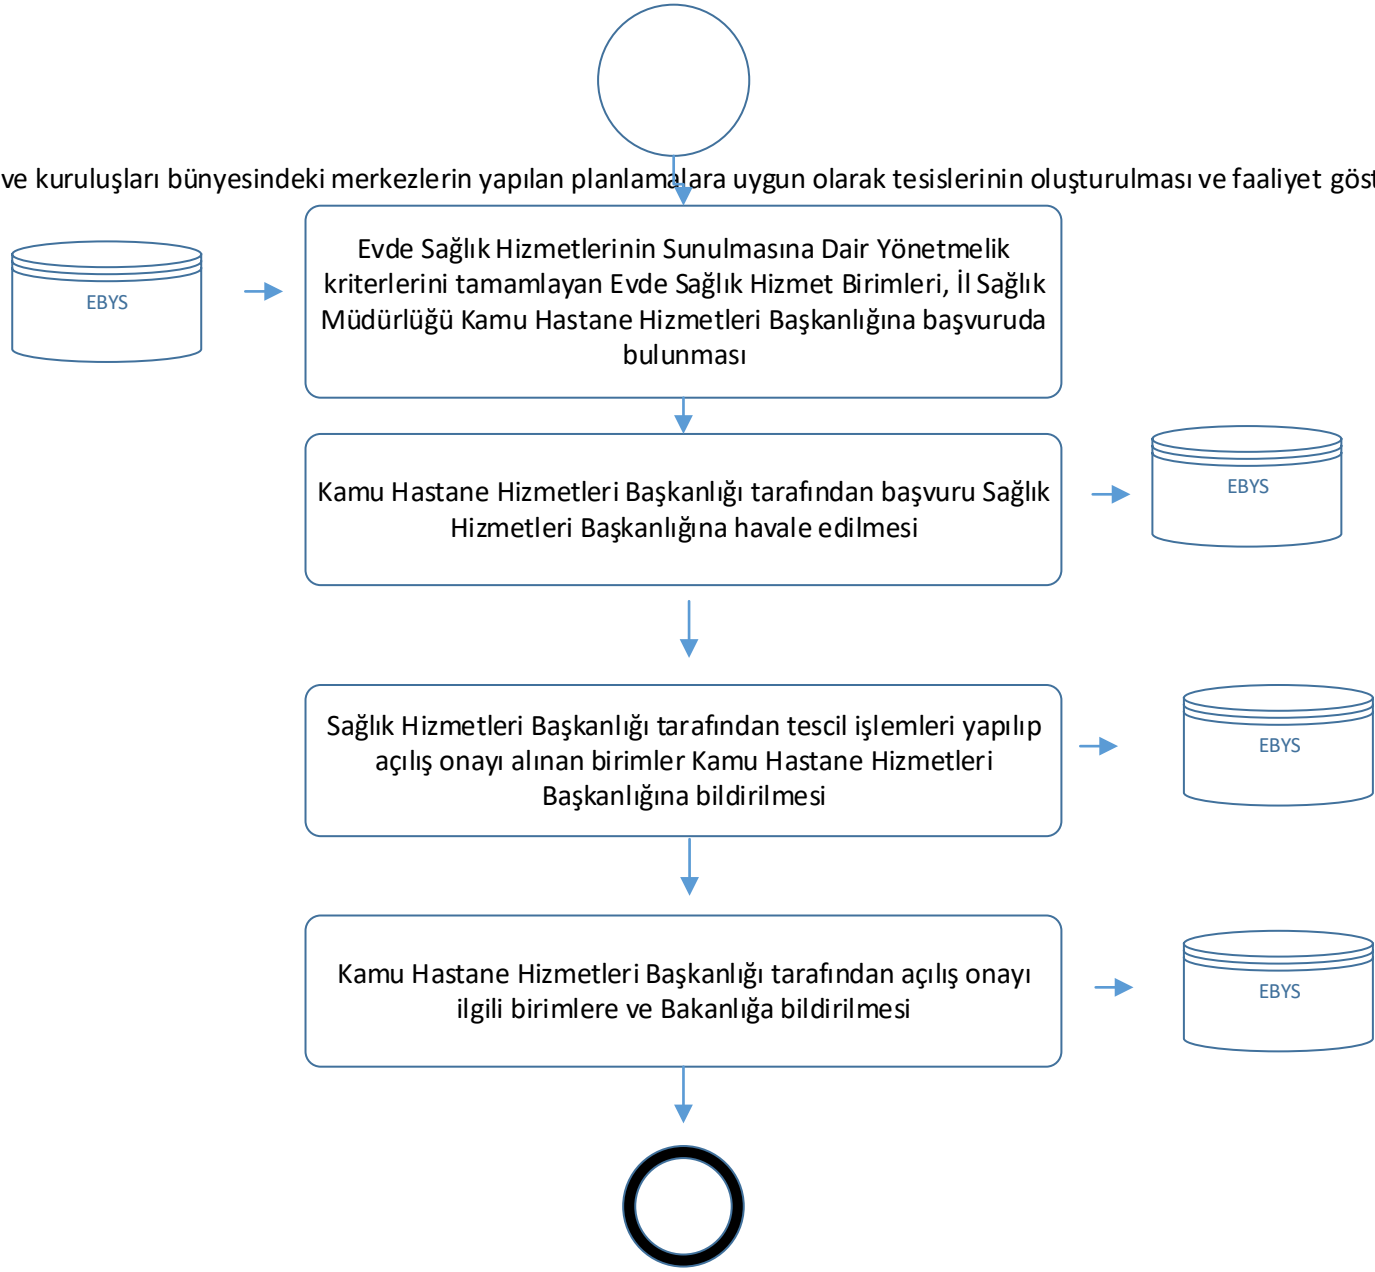 ve kuruluşları bünyesindeki merkezlerin yapılan planlamalara uygun olarak tesislerinin oluşturulması ve faaliyet göst
Evde Sağlık Hizmetlerinin Sunulmasına Dair Yönetmelik
kriterlerini tamamlayan Evde Sağlık Hizmet Birimleri, İl Sağlık
Müdürlüğü Kamu Hastane Hizmetleri Başkanlığına başvuruda
bulunması
EBYS
Kamu Hastane Hizmetleri Başkanlığı tarafından başvuru Sağlık
Hizmetleri Başkanlığına havale edilmesi
EBYS
Sağlık Hizmetleri Başkanlığı tarafından tescil işlemleri yapılıp
açılış onayı alınan birimler Kamu Hastane Hizmetleri
Başkanlığına bildirilmesi
EBYS
Kamu Hastane Hizmetleri Başkanlığı tarafından açılış onayı
ilgili birimlere ve Bakanlığa bildirilmesi
EBYS